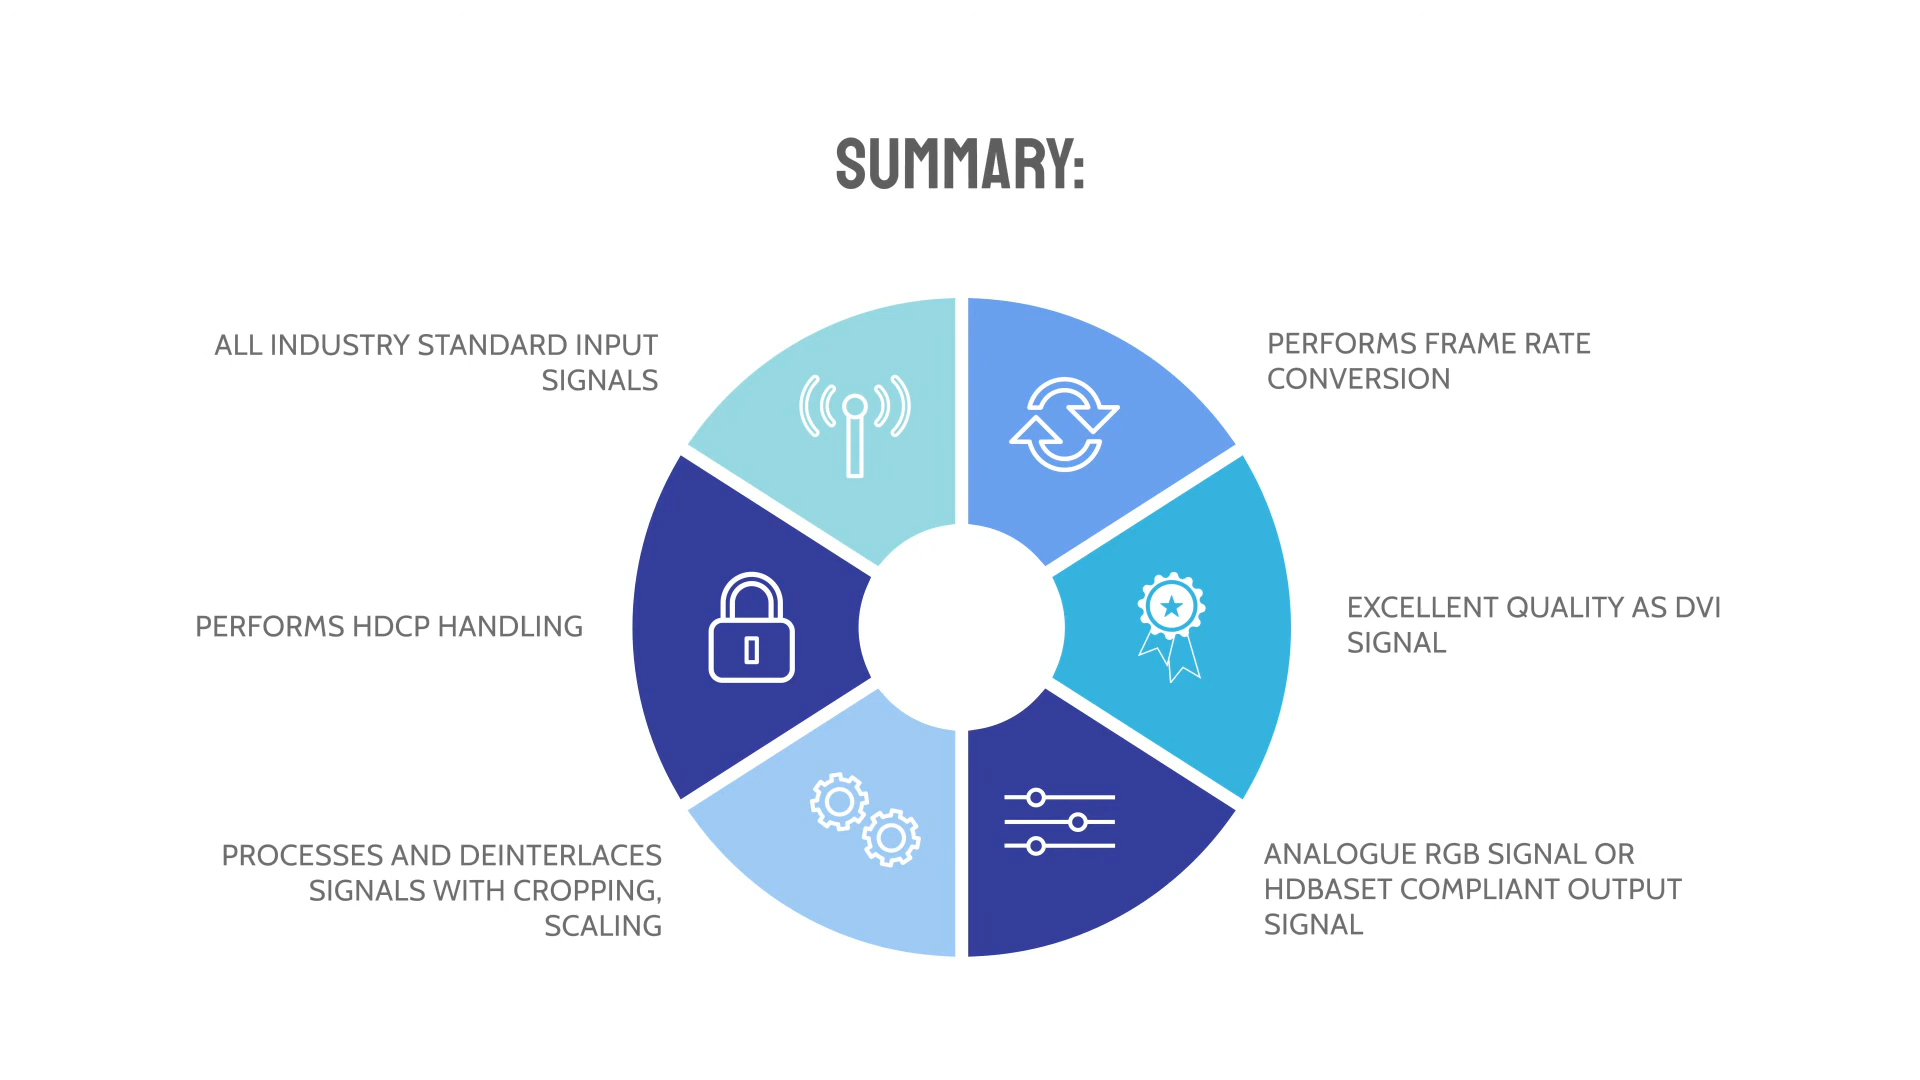 SUMMARY:
ALL INDUSTRY STANDARD INPUT
SIGNALS
PERFORMS HDCP HANDLING
PROCESSES AND DEINTERLACES
SIGNALS WITH CROPPING,
SCALING
PERFORMS FRAME RATE
CONVERSION
EXCELLENT QUALITY AS DVI
SIGNAL
ANALOGUE RGB SIGNAL OR
HDBASET COMPLIANT OUTPUT
SIGNAL